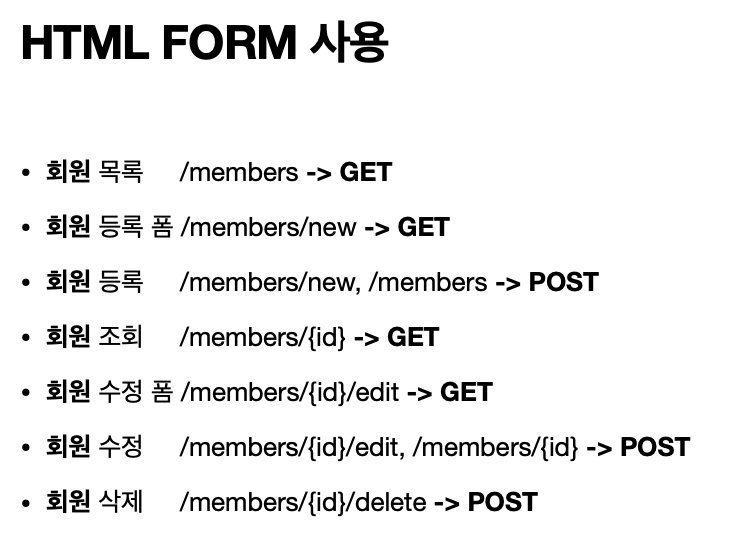 HTML FORM 사용
• 회원 목록 /members -> GET
• 회원 등록 폼 /members/new -> GET
• 회원 등록 /members/new, /members -> POST
• 회원 조회 /members/{id} -> GET
• 회원 수정 폼 /members/{id}/edit -> GET
• 회원 수정 /members/{id}/edit, /members/{id} -> POST
• 회원 삭제 /members/{id}/delete -> POST